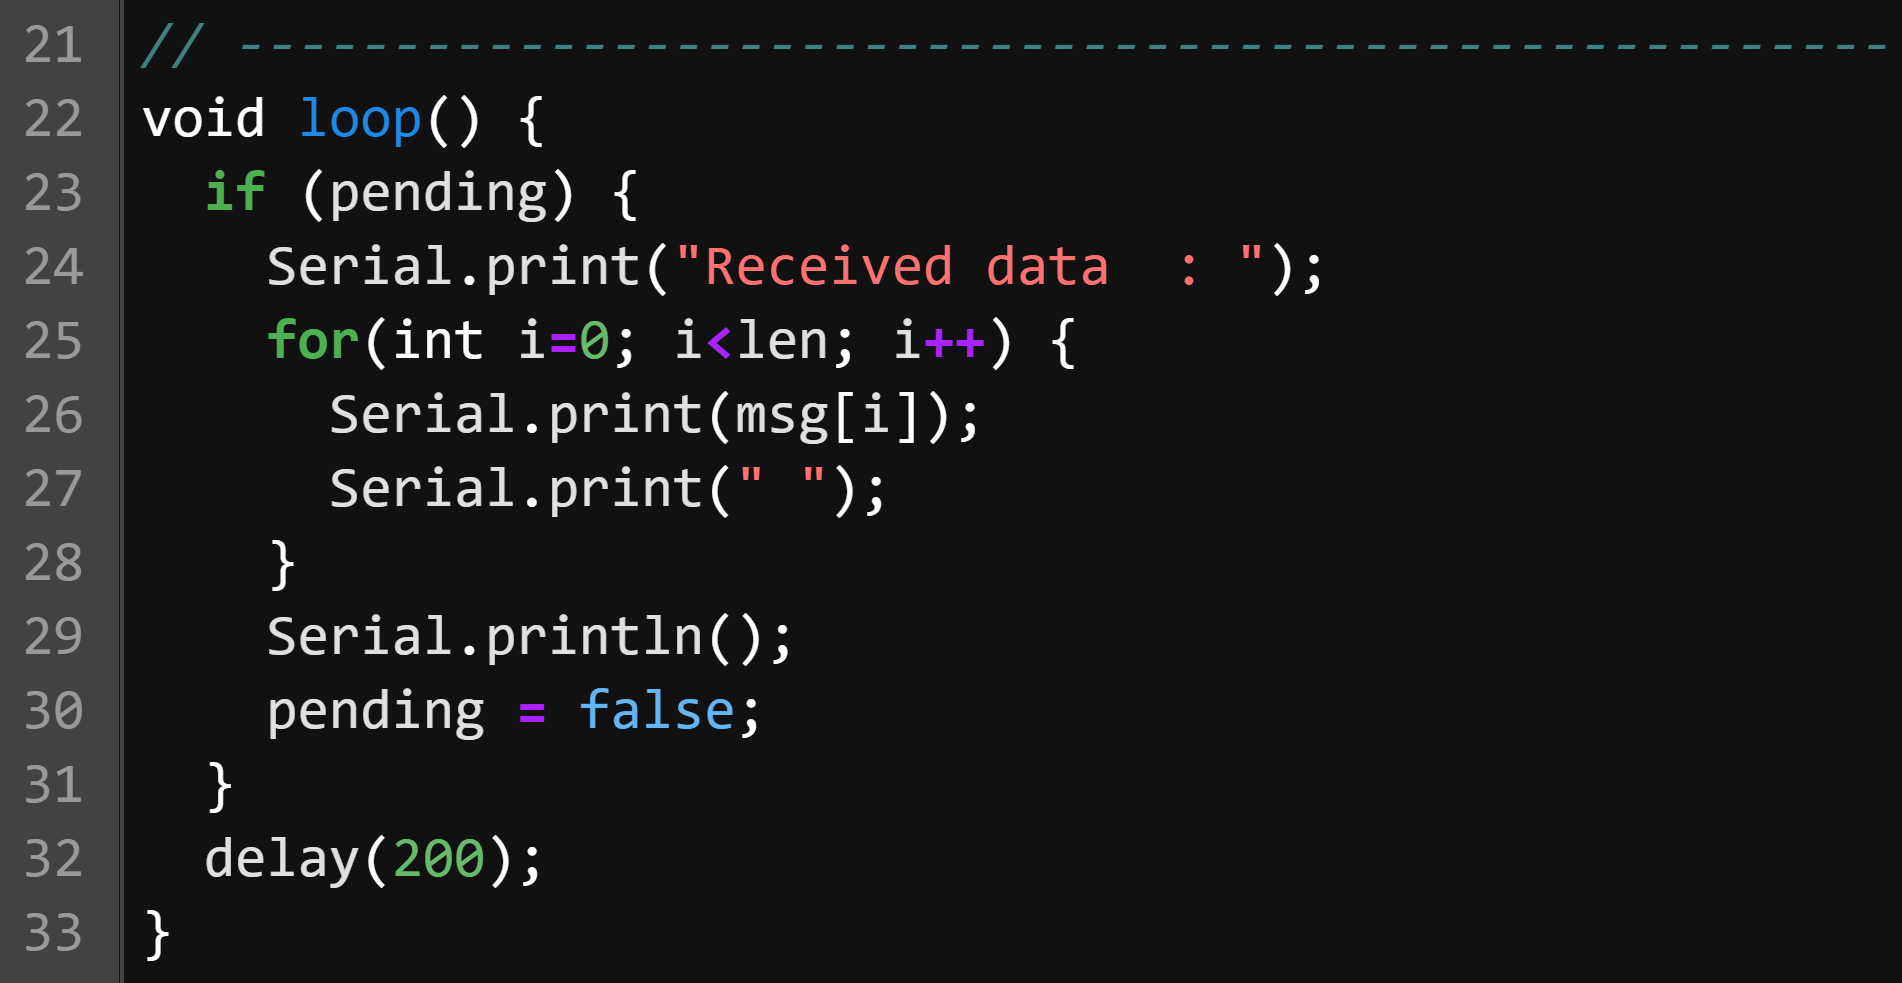 21 // -----------------------------------------------------
22 void loop() {
23   if (pending) {
24     Serial.print("Received data  : ");
25     for(int i=0; i<len; i++) {
26       Serial.print(msg[i]);
27       Serial.print(" ");
28     }
29     Serial.println();
30     pending = false;
31   }
32   delay(200);
33 }